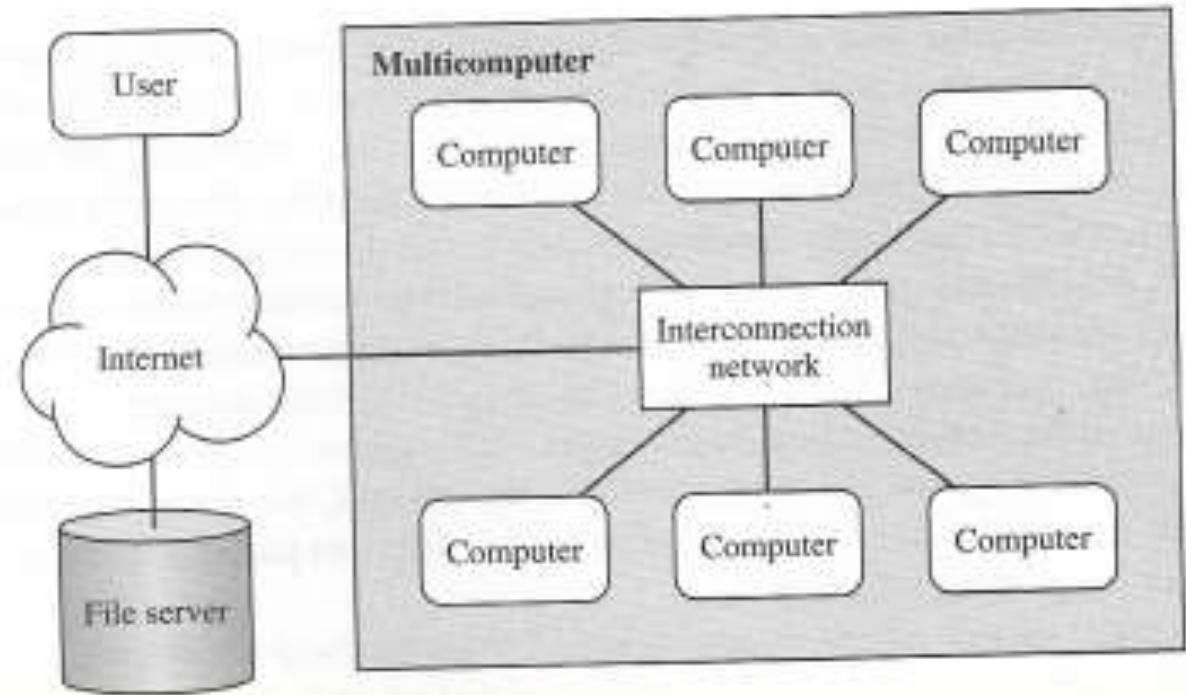 User
Multicomputer
Computer
Computer
Computer
Internet
Interconnection
network
Computer
Computer
Computer
File server